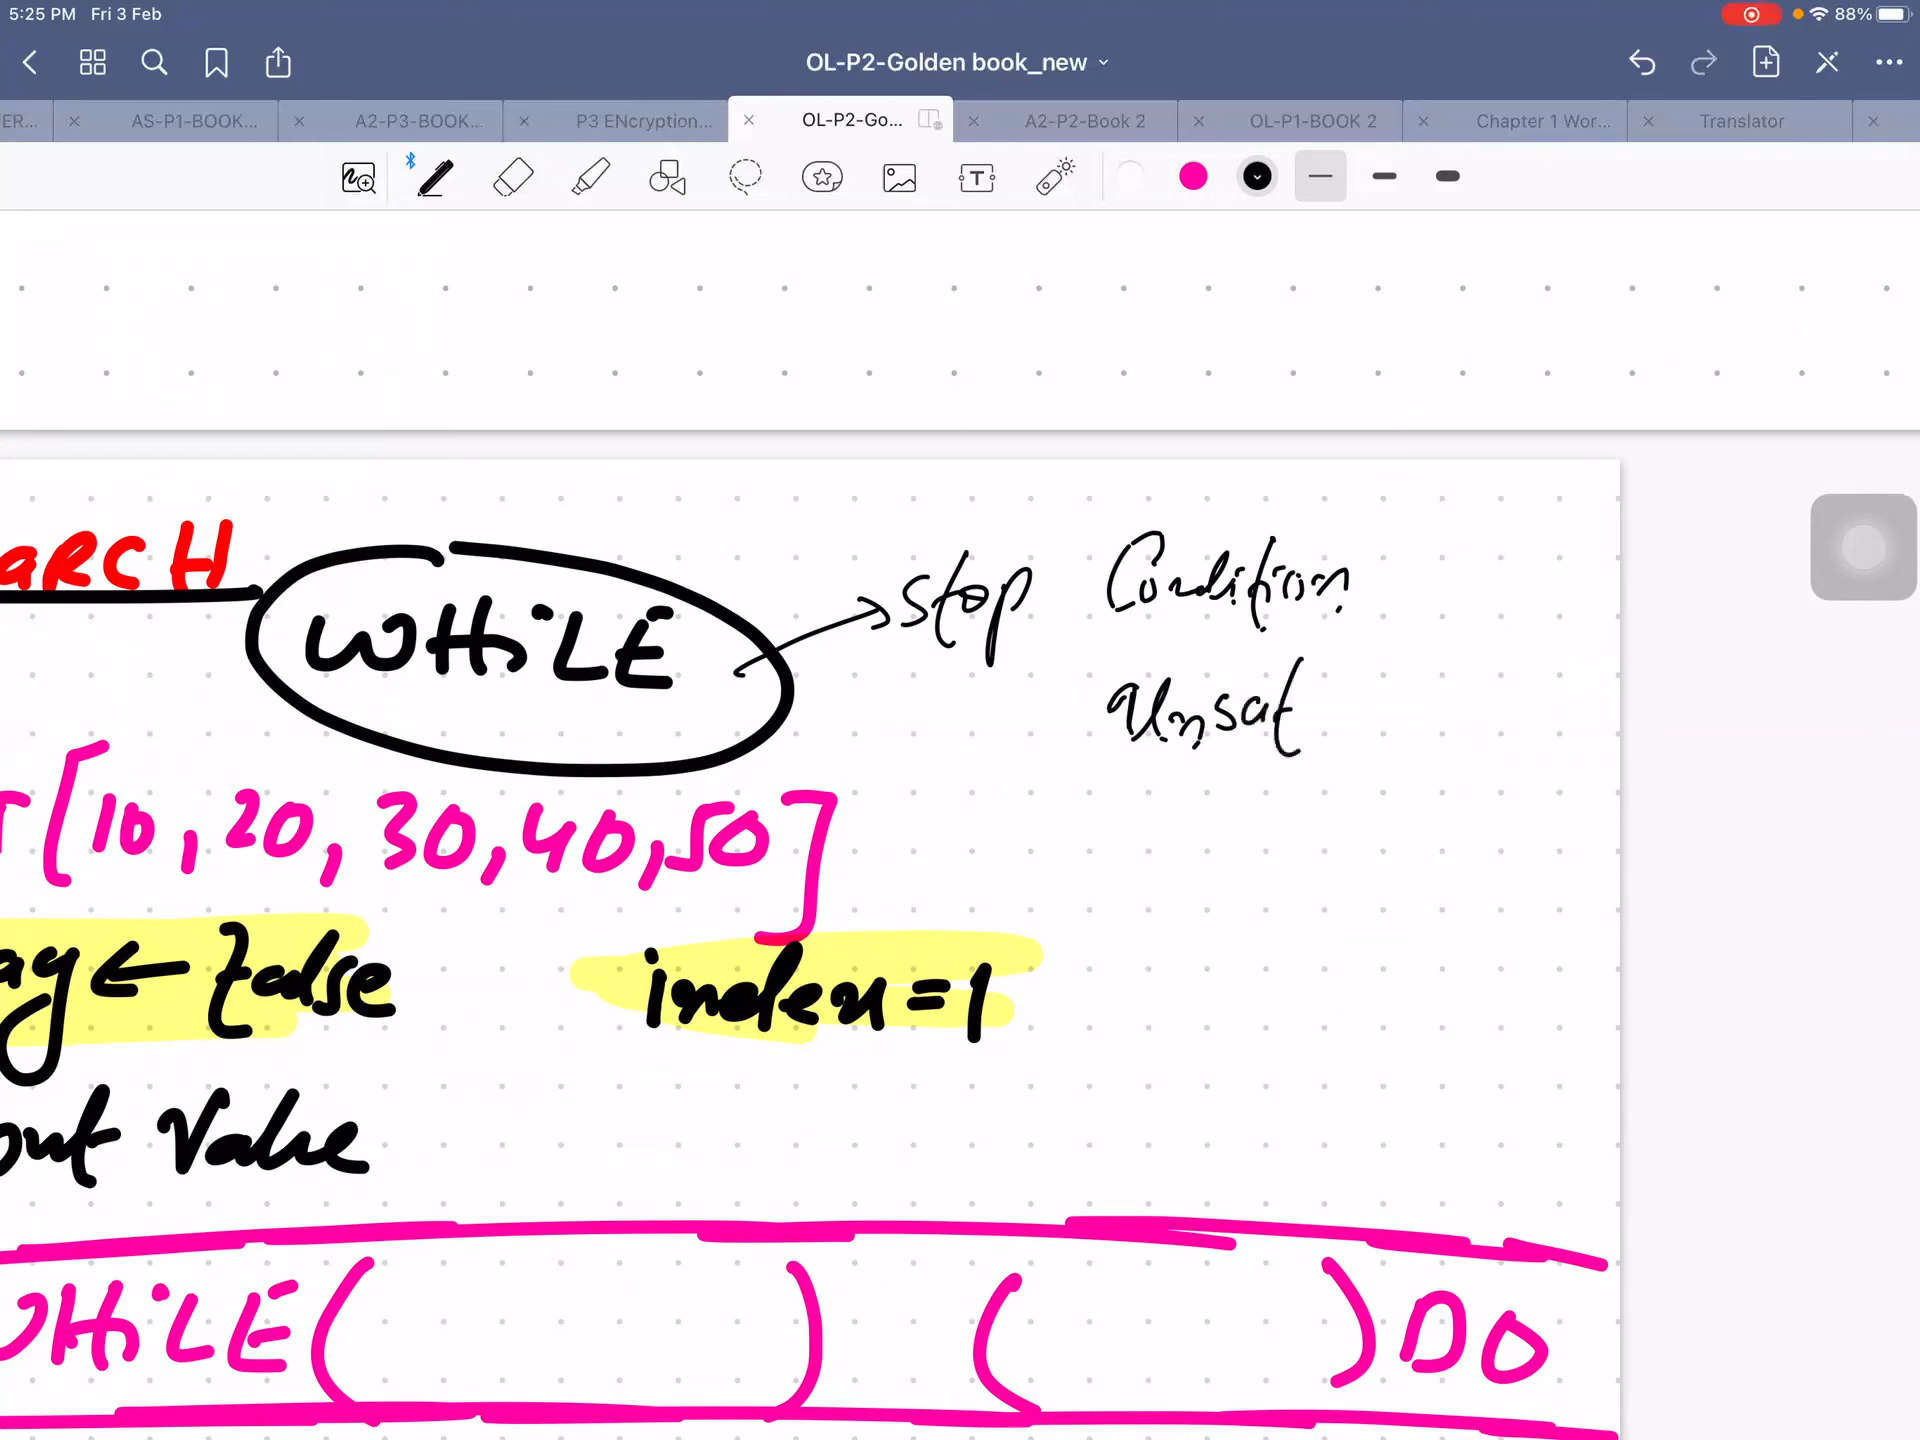 5:25 PM Fri 3 Feb
88%
OL-P2-Golden book_new
ER...
AS-P1-BOOK...
A2-P3-BOOK...
P3 ENcryption...
OL-P2-Go...
A2-P2-Book 2
OL-P1-BOOK 2
Chapter 1 Wor...
Translator
aRCH
WHiLE
stop Condition
Unsat
[10, 20, 30, 40, 50]
ag ← False
index = 1
put Value
WHiLE ( ) ( ) DO